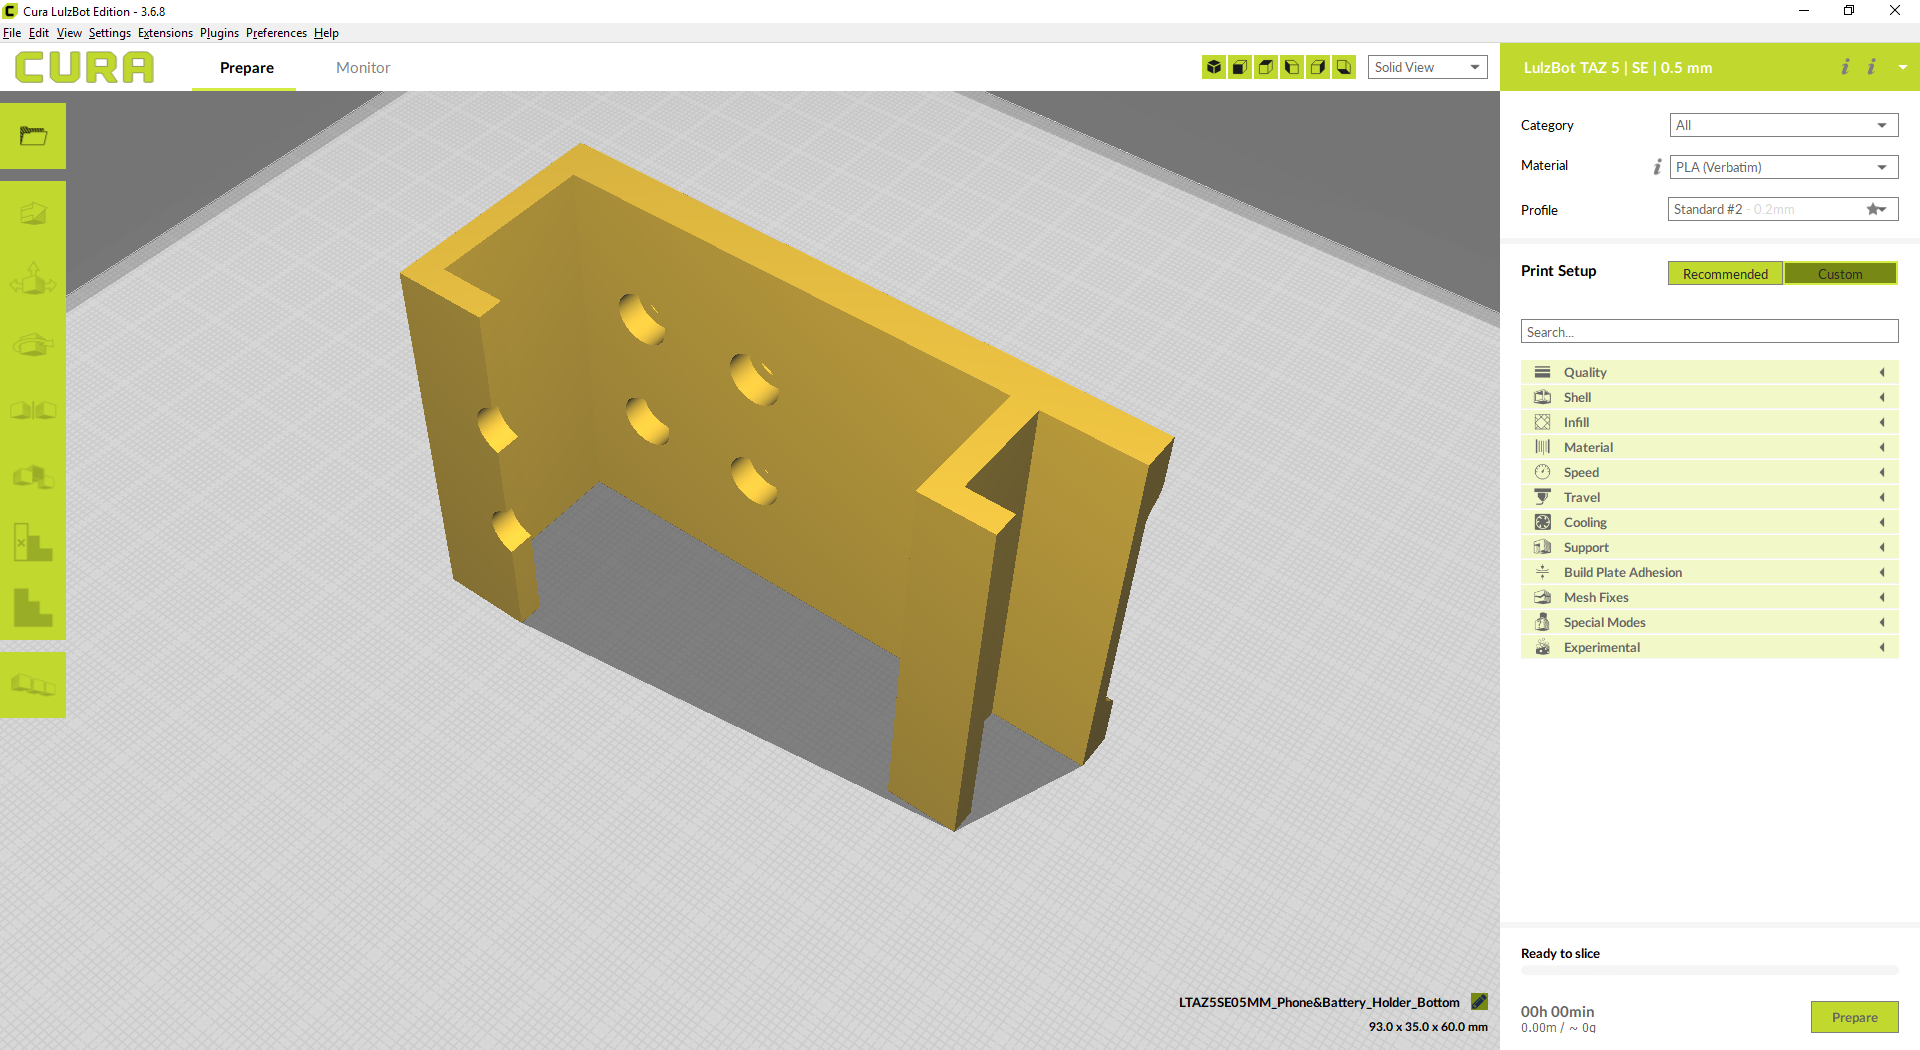 Cura LulzBot Edition - 3.6.8
File Edit View Settings Extensions Plugins Preferences Help
CURA Prepare Monitor Solid View LulzBot TAZ 5 | SE | 0.5 mm
Category All
Material PLA (Verbatim)
Profile Standard #2 - 0.2mm
Print Setup Recommended Custom
Search...
Quality
Shell
Infill
Material
Speed
Travel
Cooling
Support
Build Plate Adhesion
Mesh Fixes
Special Modes
Experimental
Ready to slice
LTAZ5SE05MM_Phone&Battery_Holder_Bottom
93.0 x 35.0 x 60.0 mm
00h 00min
0.00m / ~ 0g
Prepare